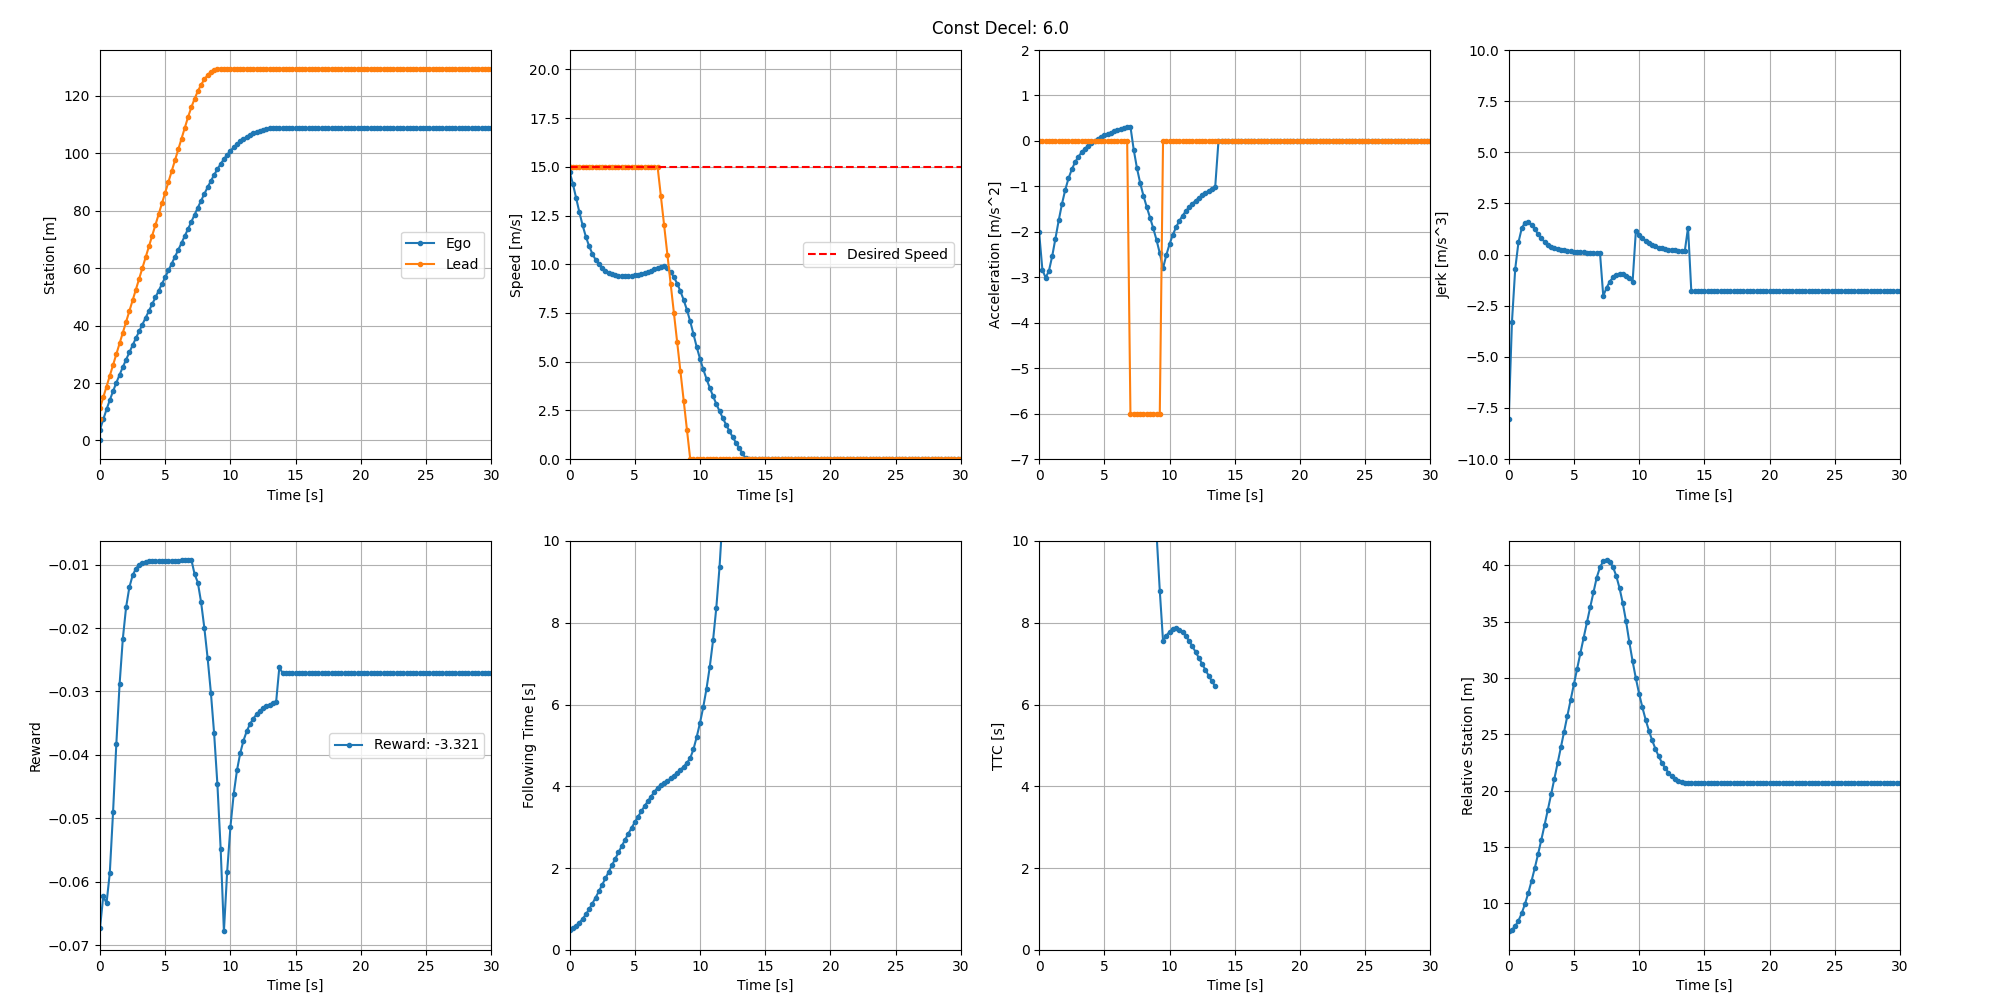 Const Decel: 6.0
Station [m]
120
100
80
60
40
20
0
Ego
Lead
0 5 10 15 20 25 30
Time [s]
Speed [m/s]
20.0
17.5
15.0
12.5
10.0
7.5
5.0
2.5
0.0
Desired Speed
0 5 10 15 20 25 30
Time [s]
Acceleration [m/s^2]
2
1
0
−1
−2
−3
−4
−5
−6
−7
0 5 10 15 20 25 30
Time [s]
Jerk [m/s^3]
10.0
7.5
5.0
2.5
0.0
−2.5
−5.0
−7.5
−10.0
0 5 10 15 20 25 30
Time [s]
Reward
−0.01
−0.02
−0.03
−0.04
−0.05
−0.06
−0.07
Reward: -3.321
0 5 10 15 20 25 30
Time [s]
Following Time [s]
10
8
6
4
2
0
0 5 10 15 20 25 30
Time [s]
TTC [s]
10
8
6
4
2
0
0 5 10 15 20 25 30
Time [s]
Relative Station [m]
40
35
30
25
20
15
10
0 5 10 15 20 25 30
Time [s]